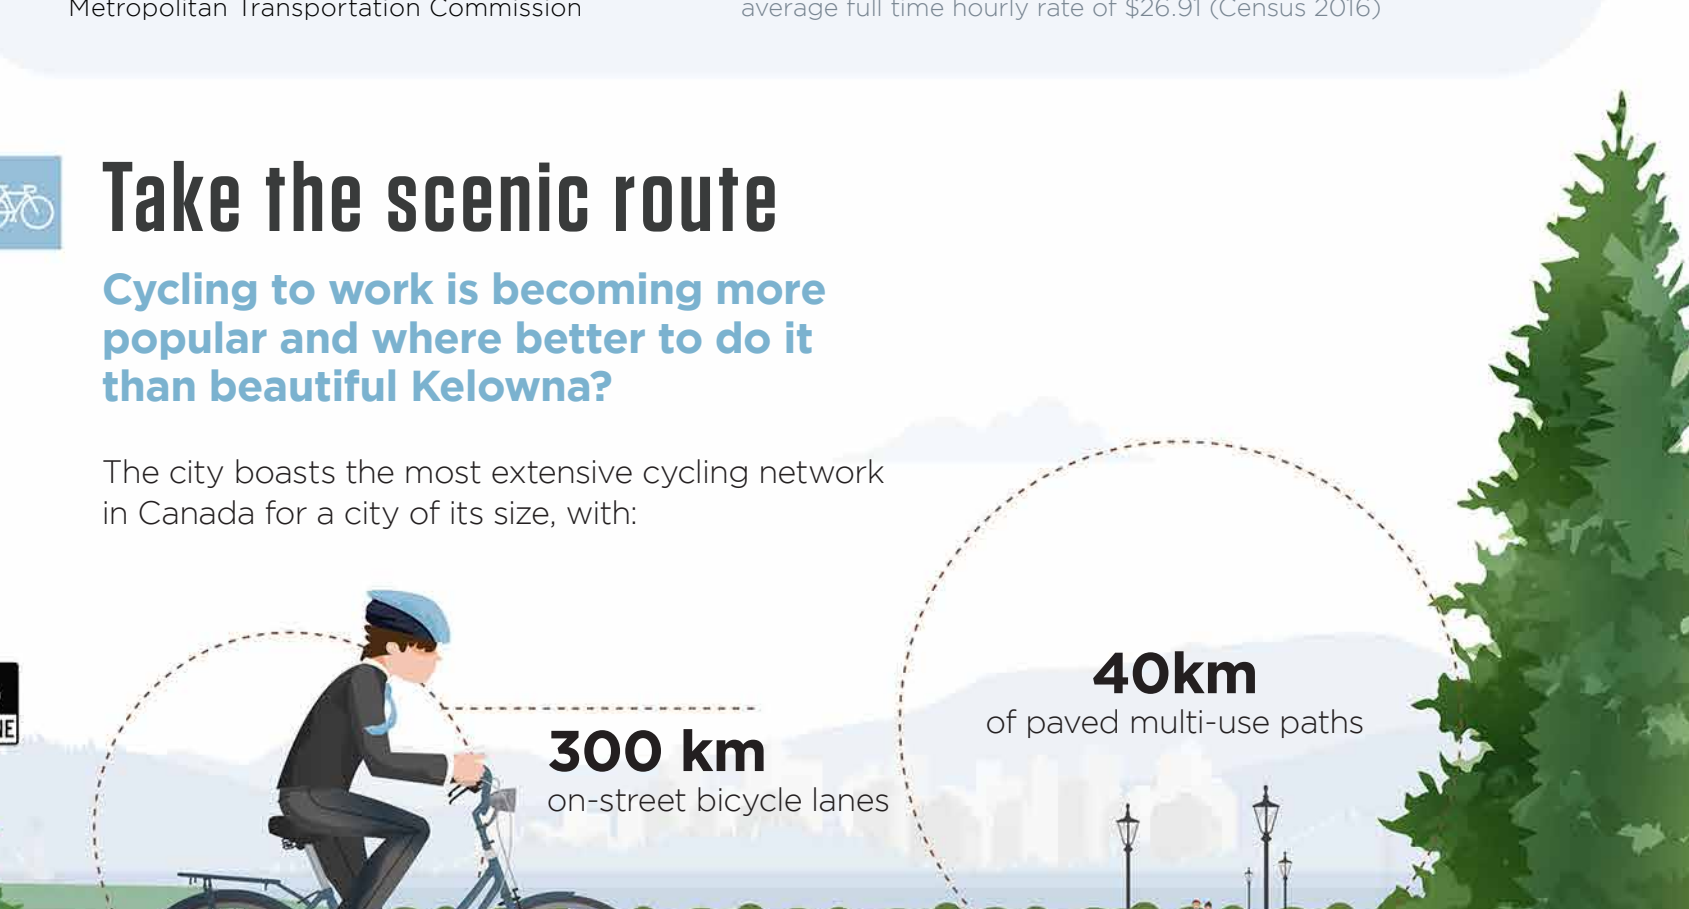 Metropolitan Transportation Commission
average full time hourly rate of $26.91 (Census 2016)
Take the scenic route
Cycling to work is becoming more
popular and where better to do it
than beautiful Kelowna?
The city boasts the most extensive cycling network
in Canada for a city of its size, with:
40km
of paved multi-use paths
300 km
on-street bicycle lanes